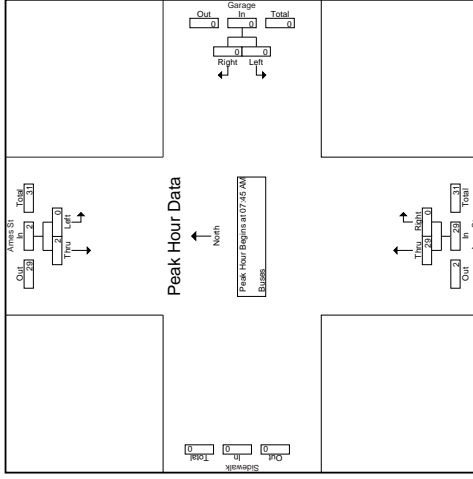 Garage
Out In Total
0 0 0
0 0
Right Left
Ames St
Out In Total
29 2 31
2 0
Thru Left
Peak Hour Data
North
Peak Hour Begins at 07:45 AM
Buses
Right Thru
0 29
Out In Total
2 29 31
Total In Out
0 0 0
Sidewalk